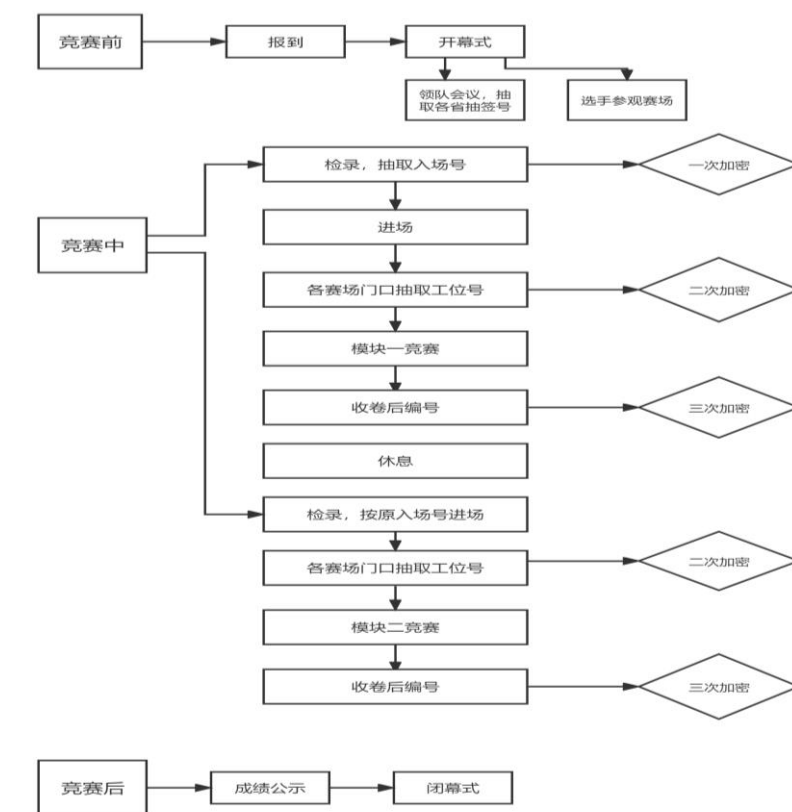 竞赛前
报到
开幕式
领队会议，抽
取各省抽签号
选手参观赛场
检录，抽取入场号
一次加密
竞赛中
进场
各赛场门口抽取工位号
二次加密
模块一竞赛
收卷后编号
三次加密
休息
检录，按原入场号进场
各赛场门口抽取工位号
二次加密
模块二竞赛
收卷后编号
三次加密
竞赛后
成绩公示
闭幕式